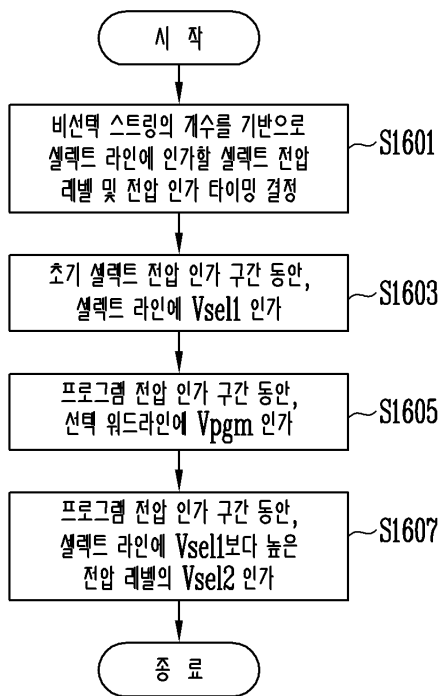 시 작
비선택 스트링의 개수를 기반으로
셀렉트 라인에 인가할 셀렉트 전압
레벨 및 전압 인가 타이밍 결정
S1601
초기 셀렉트 전압 인가 구간 동안,
셀렉트 라인에 Vsel1 인가
S1603
프로그램 전압 인가 구간 동안,
선택 워드라인에 Vpgm 인가
S1605
프로그램 전압 인가 구간 동안,
셀렉트 라인에 Vsel1보다 높은
전압 레벨의 Vsel2 인가
S1607
종 료